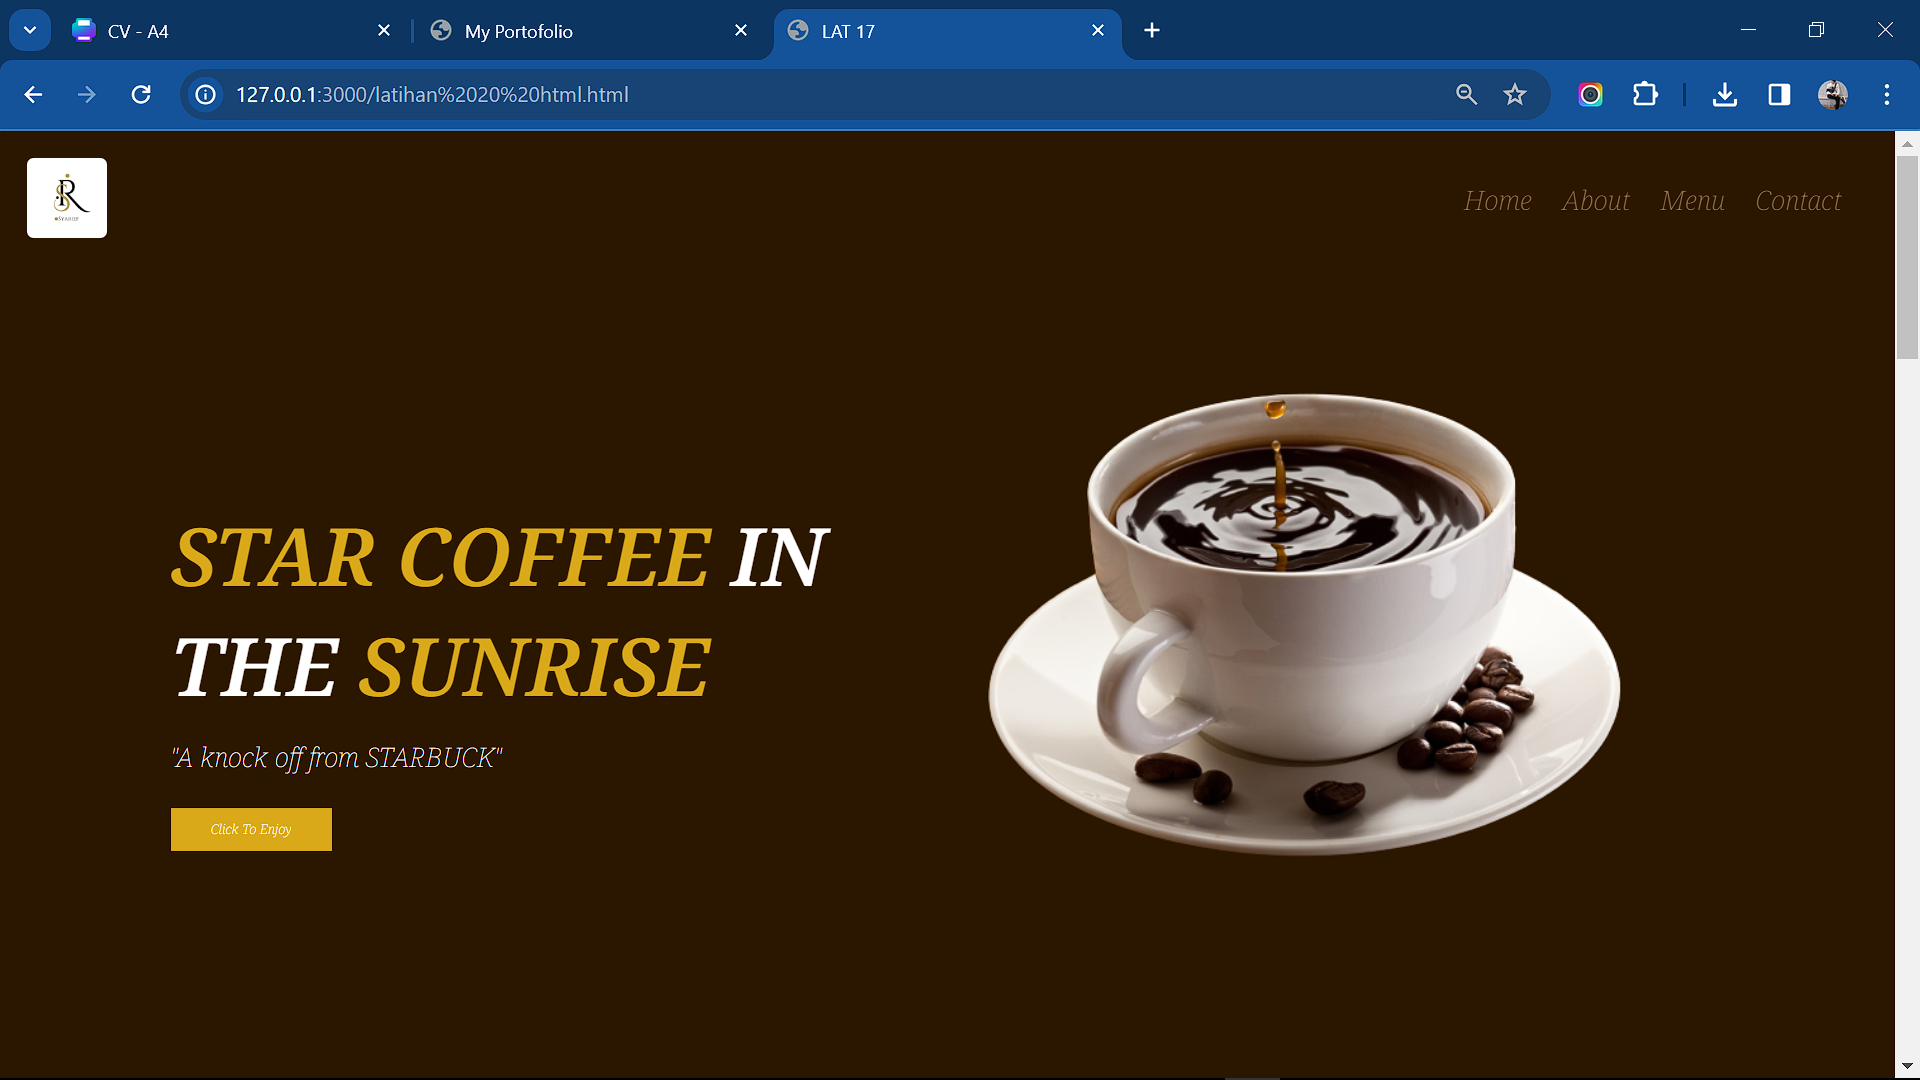 CV - A4
My Portofolio
LAT 17
127.0.0.1:3000/latihan%2020%20html.html
Home About Menu Contact
STAR COFFEE IN
THE SUNRISE
"A knock off from STARBUCK"
Click To Enjoy